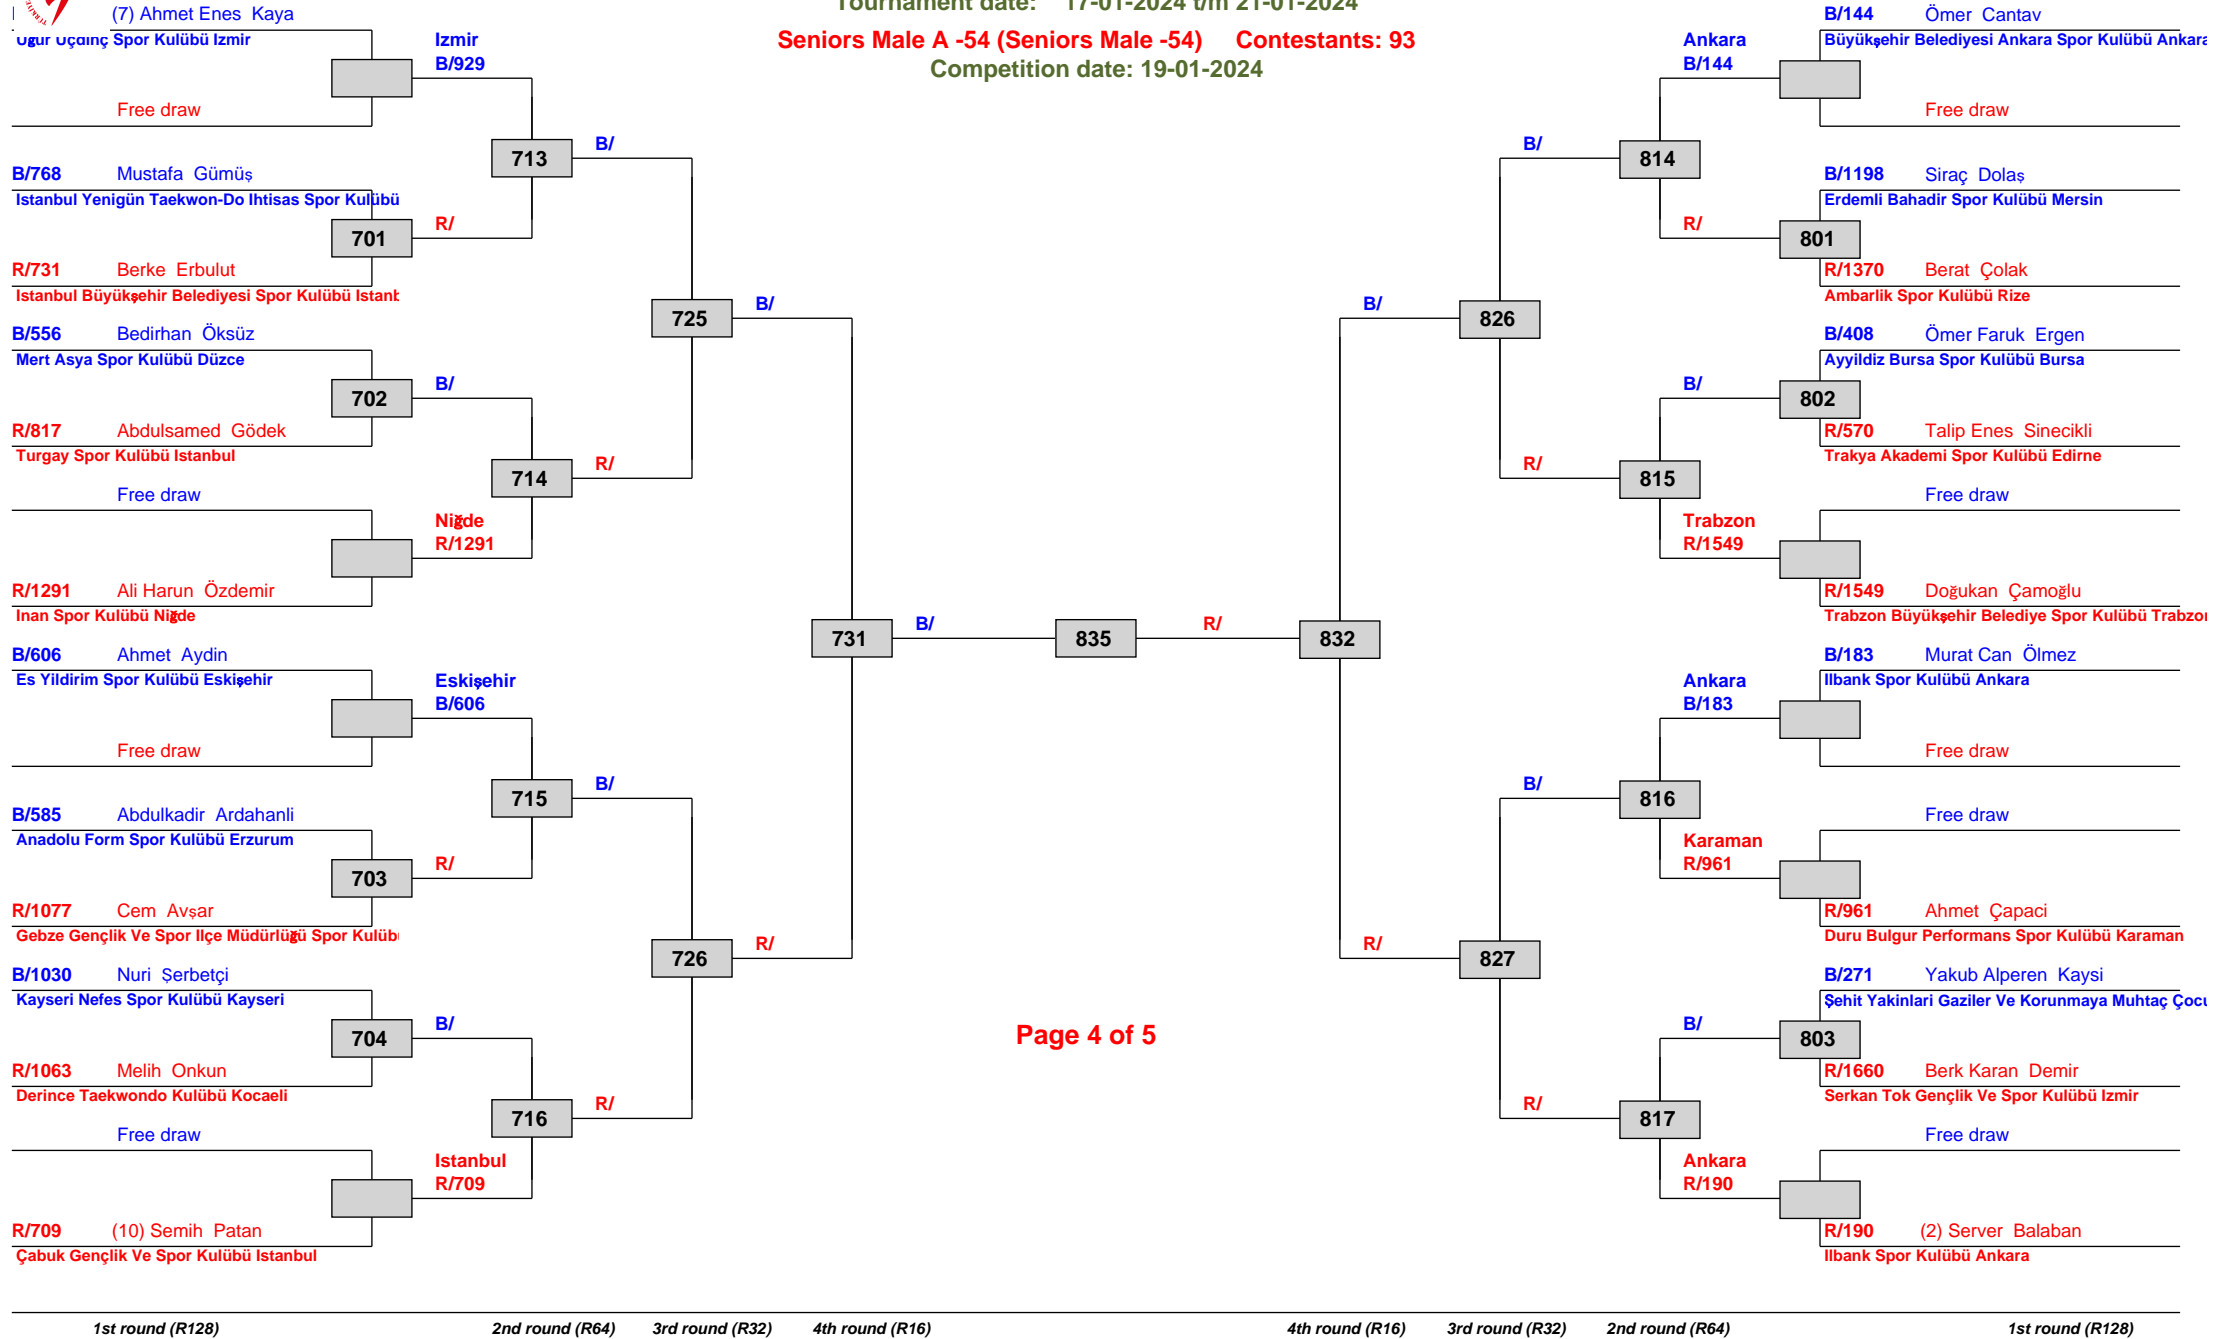 (7) Ahmet Enes Kaya
Uğur Uçdinç Spor Kulübü Izmir
Free draw
B/768 Mustafa Gümüş
Istanbul Yenigün Taekwon-Do Ihtisas Spor Kulübü
R/731 Berke Erbulut
Istanbul Büyükşehir Belediyesi Spor Kulübü
B/556 Bedirhan Öksüz
Mert Asya Spor Kulübü Düzce
R/817 Abdulsamed Gödek
Turgay Spor Kulübü Istanbul
Free draw
R/1291 Ali Harun Özdemir
Inan Spor Kulübü Niğde
B/606 Ahmet Aydin
Es Yildirim Spor Kulübü Eskişehir
Free draw
B/585 Abdulkadir Ardahanli
Anadolu Form Spor Kulübü Erzurum
R/1077 Cem Avşar
Gebze Gençlik Ve Spor Ilçe Müdürlüğü Spor
B/1030 Nuri Şerbetçi
Kayseri Nefes Spor Kulübü Kayseri
R/1063 Melih Onkun
Derince Taekwondo Kulübü Kocaeli
Free draw
R/709 (10) Semih Patan
Çabuk Gençlik Ve Spor Kulübü Istanbul
701
702
703
704
Izmir
B/929
R/
B/
Niğde
R/1291
Eskişehir
B/606
R/
B/
Istanbul
R/709
713
714
715
716
B/
R/
B/
R/
725
726
B/
R/
731
B/
Tournament date: 17-01-2024 t/m 21-01-2024
Seniors Male A -54 (Seniors Male -54) Contestants: 93
Competition date: 19-01-2024
835
Page 4 of 5
R/
832
B/
R/
826
827
B/
R/
B/
R/
814
815
816
817
Ankara
B/144
R/
B/
Trabzon
R/1549
Ankara
B/183
Karaman
R/961
B/
Ankara
R/190
801
802
803
B/144 Ömer Cantav
Büyükşehir Belediyesi Ankara Spor Kulübü Ankara
Free draw
B/1198 Siraç Dolaş
Erdemli Bahadir Spor Kulübü Mersin
R/1370 Berat Çolak
Ambarlik Spor Kulübü Rize
B/408 Ömer Faruk Ergen
Ayyildiz Bursa Spor Kulübü Bursa
R/570 Talip Enes Sinecikli
Trakya Akademi Spor Kulübü Edirne
Free draw
R/1549 Doğukan Çamoğlu
Trabzon Büyükşehir Belediye Spor Kulübü
B/183 Murat Can Ölmez
Ilbank Spor Kulübü Ankara
Free draw
Free draw
R/961 Ahmet Çapaci
Duru Bulgur Performans Spor Kulübü Karaman
B/271 Yakub Alperen Kaysi
Şehit Yakinlari Gaziler Ve Korunmaya Muhtaç
R/1660 Berk Karan Demir
Serkan Tok Gençlik Ve Spor Kulübü Izmir
Free draw
R/190 (2) Server Balaban
Ilbank Spor Kulübü Ankara
1st round (R128) 2nd round (R64) 3rd round (R32) 4th round (R16) 4th round (R16) 3rd round (R32) 2nd round (R64) 1st round (R128)